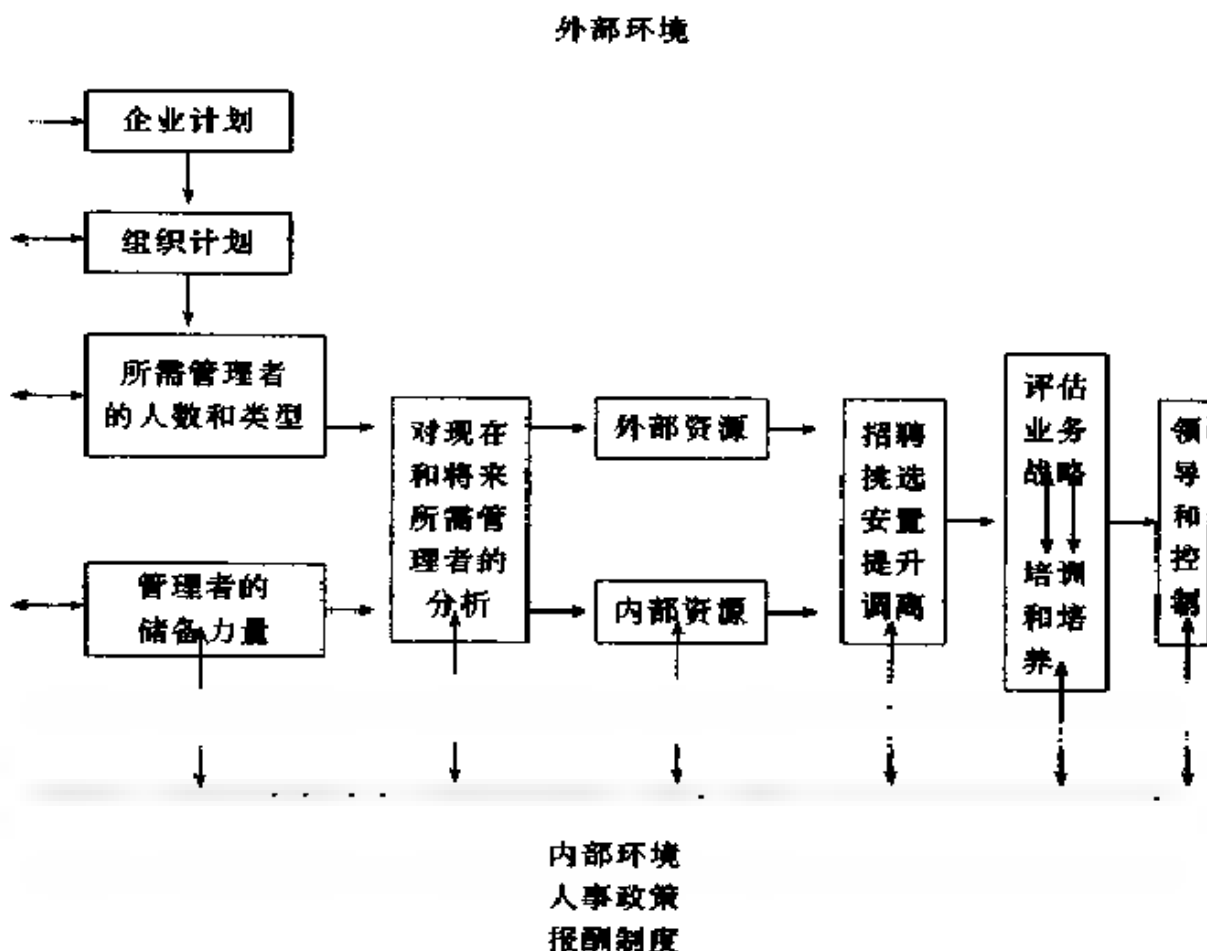 外部环境
企业计划
组织计划
所需管理者
的人数和类型
管理者的
储备力量
对现在
和将来
所需管
理者的
分析
外部资源
内部资源
招聘
挑选
安置
提升
调离
评估
业务
战略
培训
和培
养
领
导
和
控
制
内部环境
人事政策
报酬制度